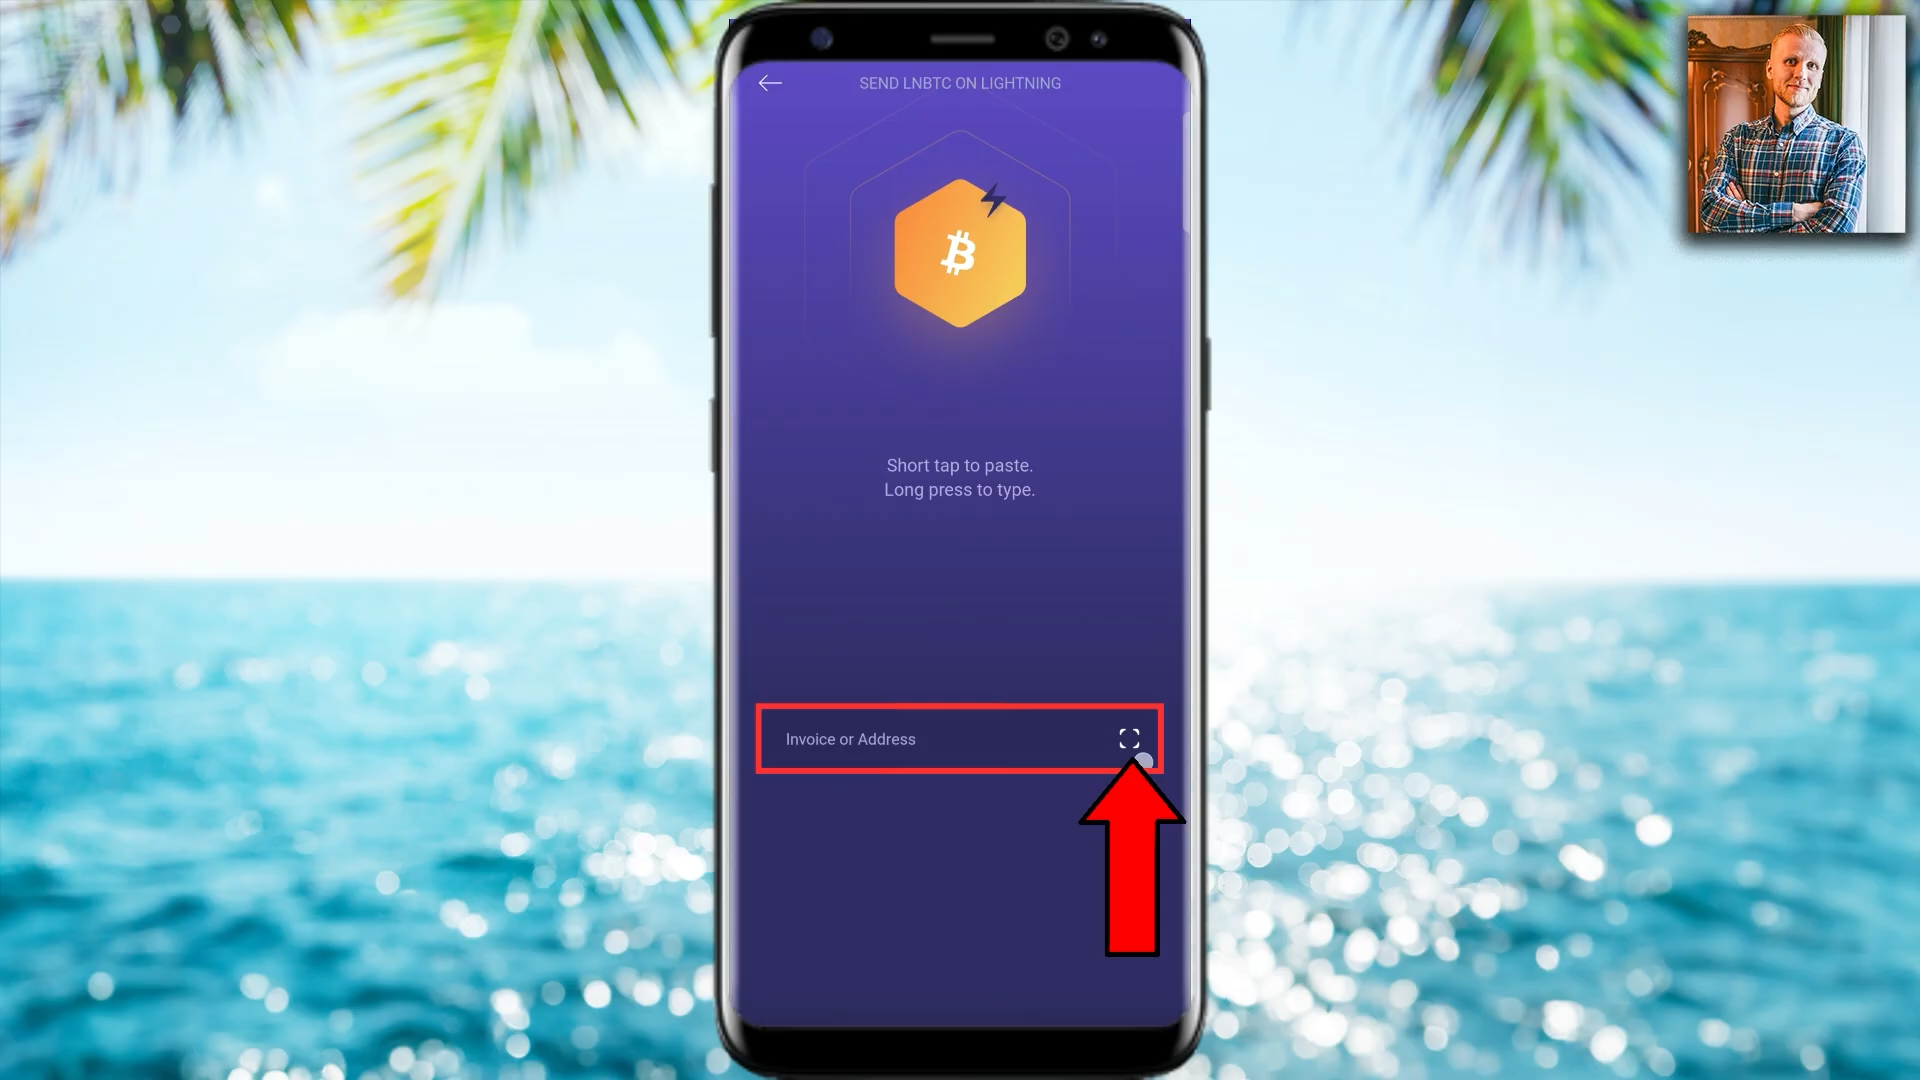 SEND LNBTC ON LIGHTNING
Short tap to paste.
Long press to type.
Invoice or Address